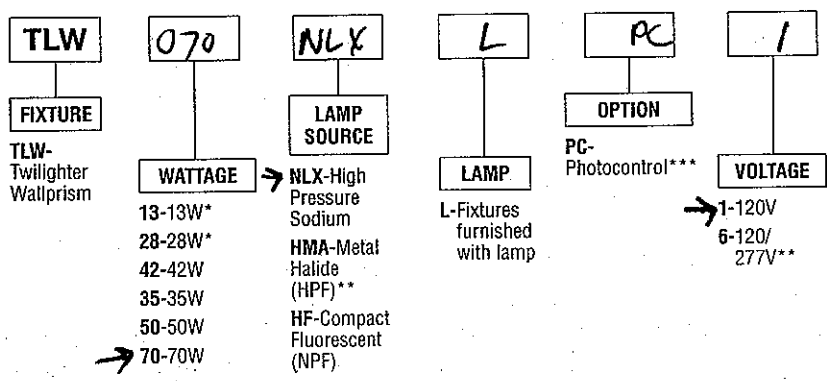 TLW 070 NLX L PC 1
FIXTURE
TLW-
Twilighter
Wallprism
WATTAGE
13-13W*
28-28W*
42-42W
35-35W
50-50W
70-70W
LAMP
SOURCE
NLX-High
Pressure
Sodium
HMA-Metal
Halide
(HPF)**
HF-Compact
Fluorescent
(NPF)
LAMP
L-Fixtures
furnished
with lamp
OPTION
PC-
Photocontrol***
VOLTAGE
1-120V
6-120/
277V**